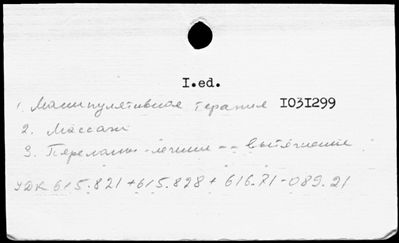 I.ed.
1. Манипулятивная терапия IO3I299
2. Массаж
3. Переломы - лечение -- вытяжение
УДК 615.821 + 615.828 + 616.71-089.21